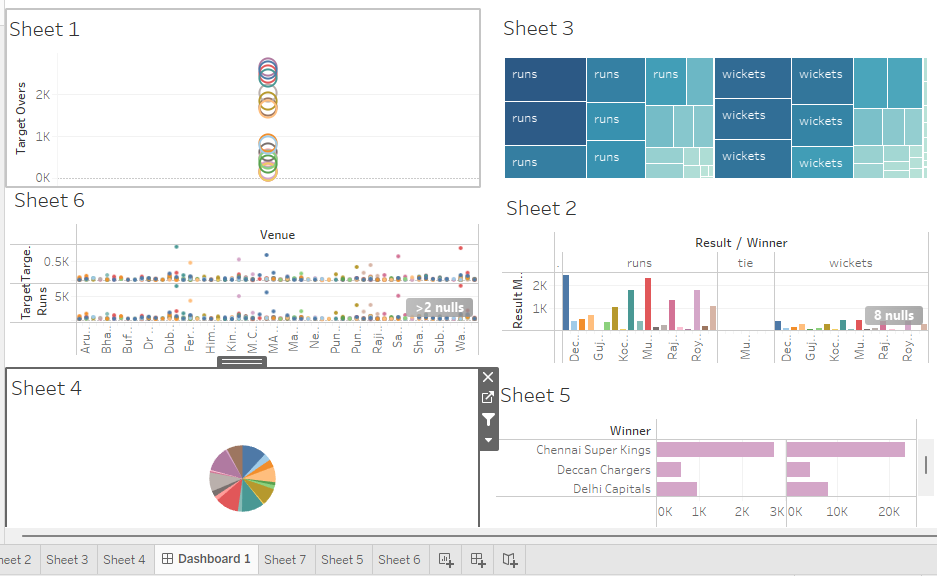 Sheet 1
Target Overs
2K
1K
0K
Sheet 3
runs runs runs wickets wickets
runs runs wickets wickets
runs runs wickets wickets
Sheet 6
Venue
Targe..
0.5K
Target Runs
5K
>2 nulls
Aru.. Bha.. Buf.. Dr.. Dub.. Fer.. Him.. Kin.. M.C.. MA.. Ma.. Ne.. Pun.. Pun.. Raji.. Sa.. Sha.. Sub.. Wa..
Sheet 2
Result / Winner
runs tie wickets
Result M..
2K
1K
8 nulls
Dec.. Guj.. Koc.. Mu.. Raj.. Roy.. Mu.. Dec.. Guj.. Koc.. Mu.. Raj.. Roy..
Sheet 4
Sheet 5
Winner
Chennai Super Kings
Deccan Chargers
Delhi Capitals
0K 1K 2K 3K 0K 10K 20K
heet 2 Sheet 3 Sheet 4 Dashboard 1 Sheet 7 Sheet 5 Sheet 6